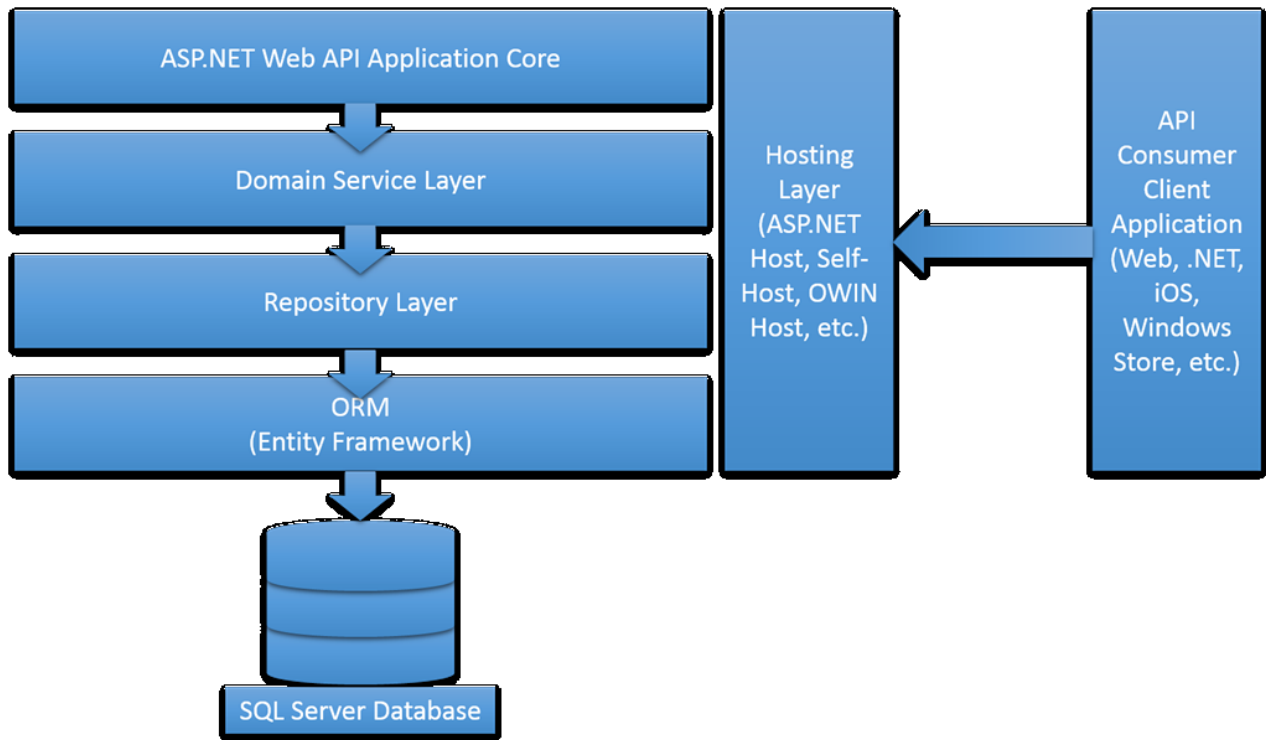 ASP.NET Web API Application Core
Domain Service Layer
Repository Layer
ORM
(Entity Framework)
SQL Server Database
Hosting
Layer
(ASP.NET
Host, Self-
Host, OWIN
Host, etc.)
API
Consumer
Client
Application
(Web, .NET,
iOS,
Windows
Store, etc.)